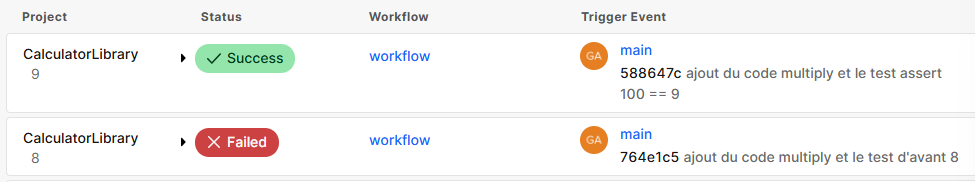 Project Status Workflow Trigger Event
CalculatorLibrary Success workflow GA main
9 588647c ajout du code multiply et le test assert
100 == 9
CalculatorLibrary Failed workflow GA main
8 764e1c5 ajout du code multiply et le test d'avant 8